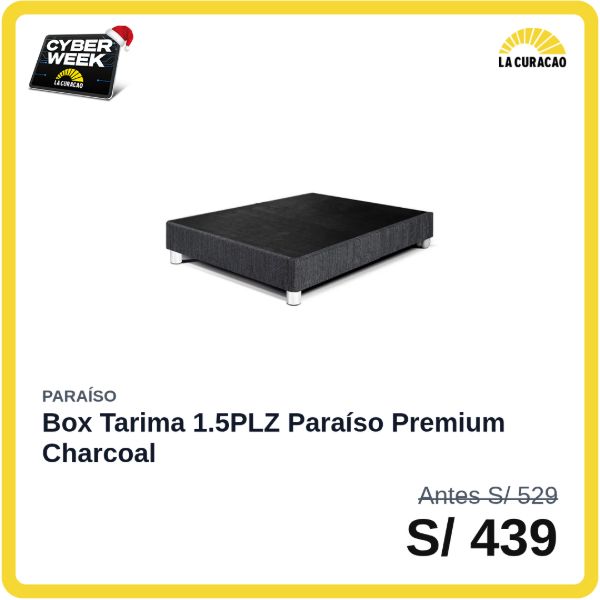 CYBER
WEEK
LA CURACAO
LA CURACAO
PARAÍSO
Box Tarima 1.5PLZ Paraíso Premium
Charcoal
Antes S/ 529
S/ 439